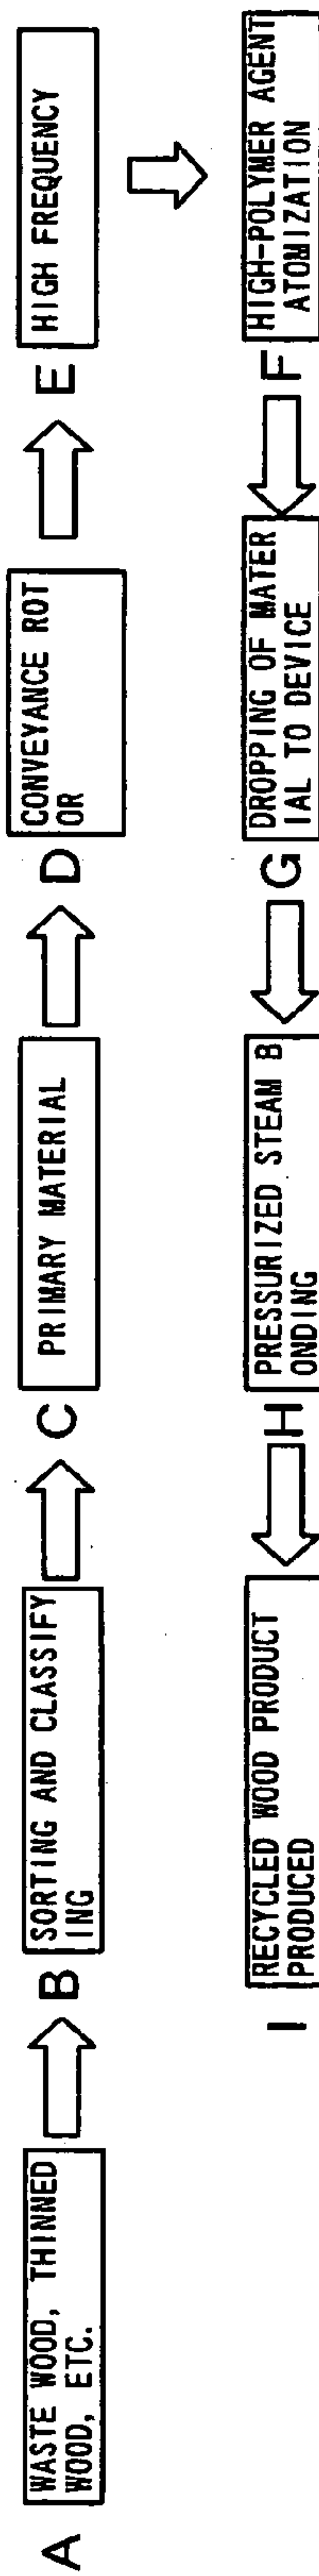 A
WASTE WOOD, THINNED
WOOD, ETC.
B
SORTING AND CLASSIFY
ING
C
PRIMARY MATERIAL
D
CONVEYANCE ROT
OR
E
HIGH FREQUENCY
F
HIGH-POLYMER AGENT
ATOMIZATION
G
DROPPING OF MATER
IAL TO DEVICE
H
PRESSURIZED STEAM B
ONDING
I
RECYCLED WOOD PRODUCT
PRODUCED